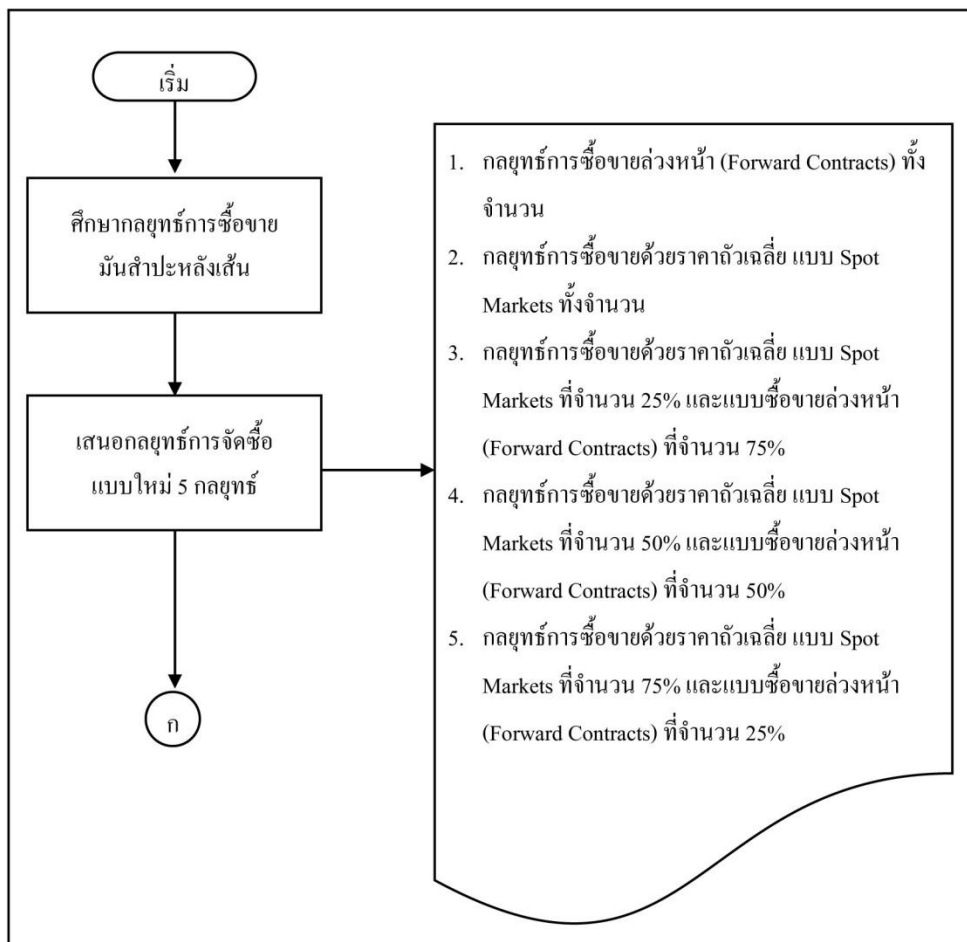 เริ่ม
ศึกษากลยุทธ์การซื้อขาย
มันสำปะหลังเส้น
เสนอกลยุทธ์การจัดซื้อ
แบบใหม่ 5 กลยุทธ์
ก
1. กลยุทธ์การซื้อขายล่วงหน้า (Forward Contracts) ทั้ง
จำนวน
2. กลยุทธ์การซื้อขายด้วยราคาถัวเฉลี่ย แบบ Spot
Markets ทั้งจำนวน
3. กลยุทธ์การซื้อขายด้วยราคาถัวเฉลี่ย แบบ Spot
Markets ที่จำนวน 25% และแบบซื้อขายล่วงหน้า
(Forward Contracts) ที่จำนวน 75%
4. กลยุทธ์การซื้อขายด้วยราคาถัวเฉลี่ย แบบ Spot
Markets ที่จำนวน 50% และแบบซื้อขายล่วงหน้า
(Forward Contracts) ที่จำนวน 50%
5. กลยุทธ์การซื้อขายด้วยราคาถัวเฉลี่ย แบบ Spot
Markets ที่จำนวน 75% และแบบซื้อขายล่วงหน้า
(Forward Contracts) ที่จำนวน 25%